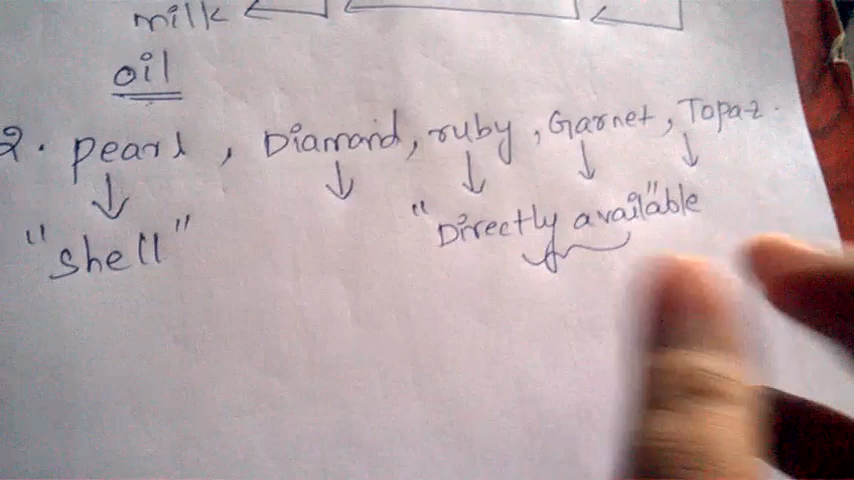 milk
oil
2. pearl, Diamond, ruby, Garnet, Topaz.
"shell" "Directly available"